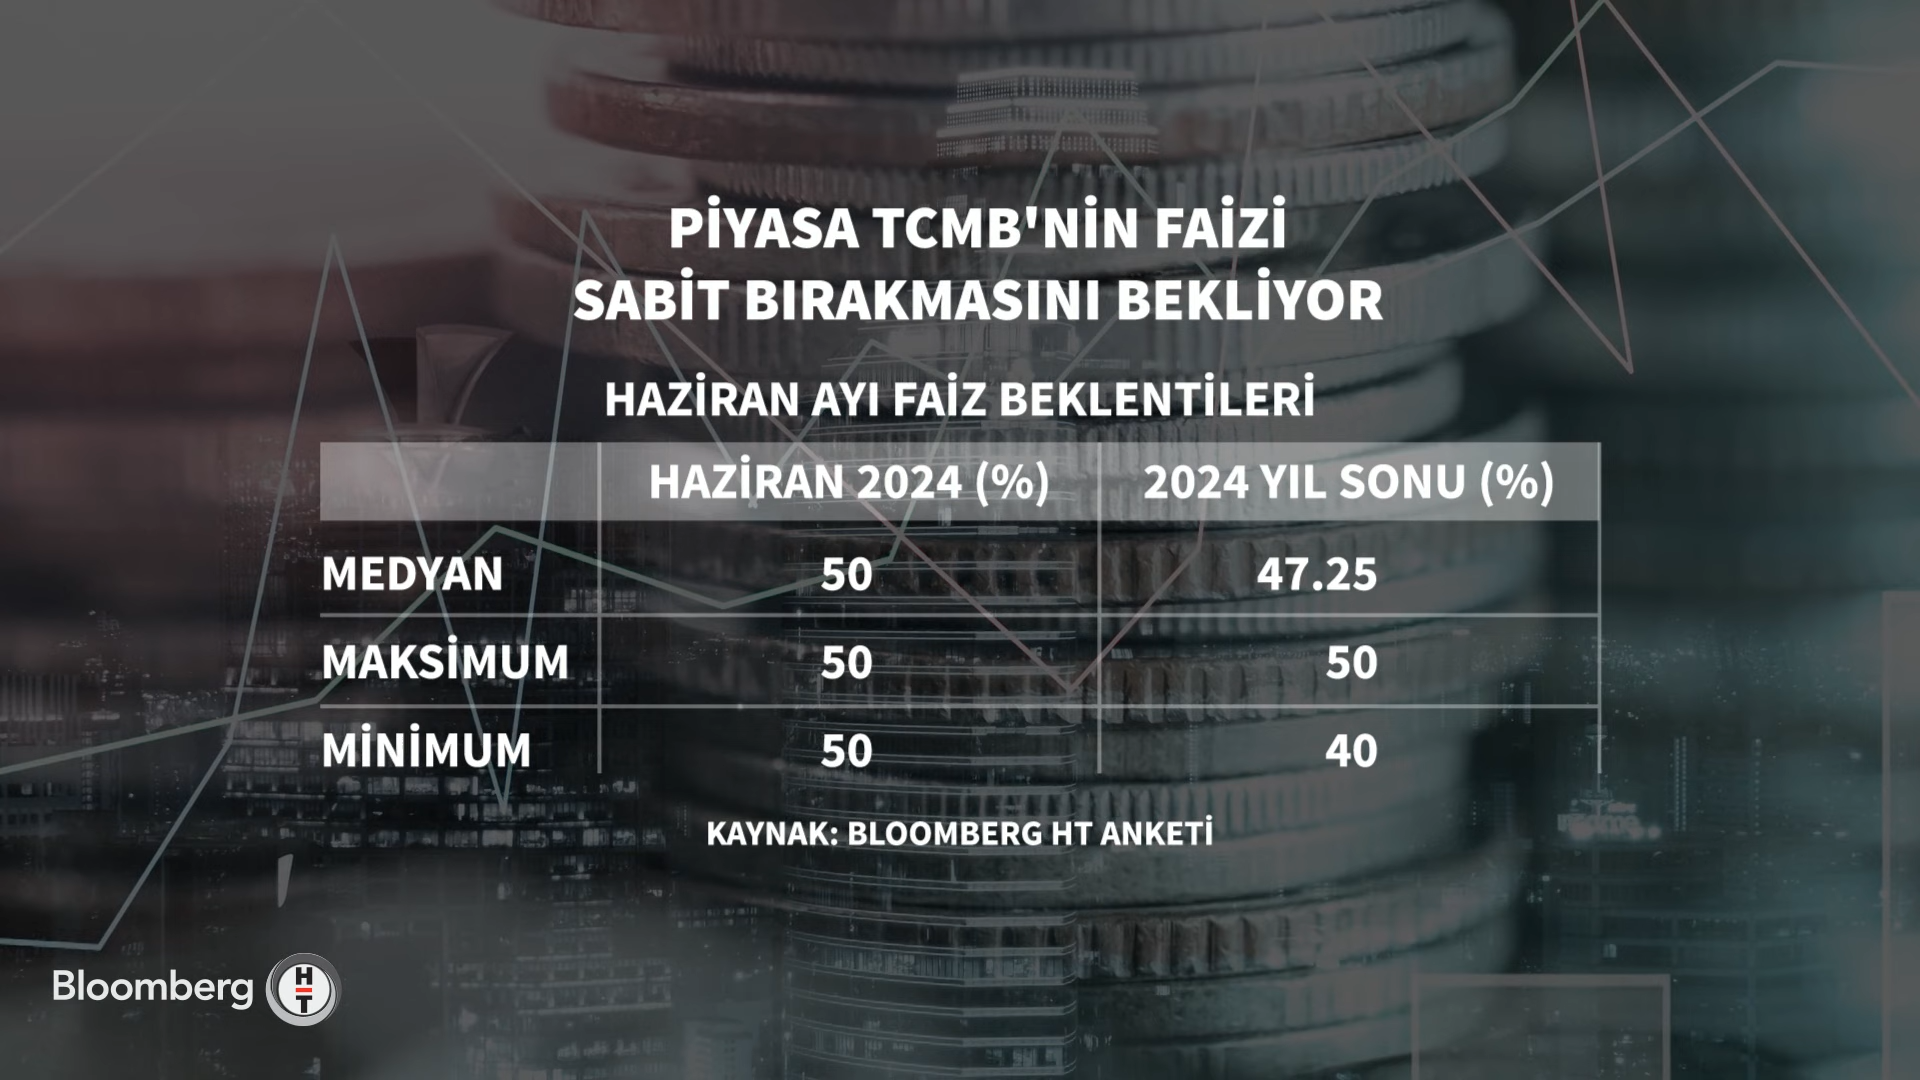 PİYASA TCMB'NİN FAİZİ
SABİT BIRAKMASINI BEKLİYOR
HAZİRAN AYI FAİZ BEKLENTİLERİ
HAZİRAN 2024 (%) 2024 YIL SONU (%)
MEDYAN 50 47.25
MAKSİMUM 50 50
MİNİMUM 50 40
KAYNAK: BLOOMBERG HT ANKETİ
Bloomberg HT